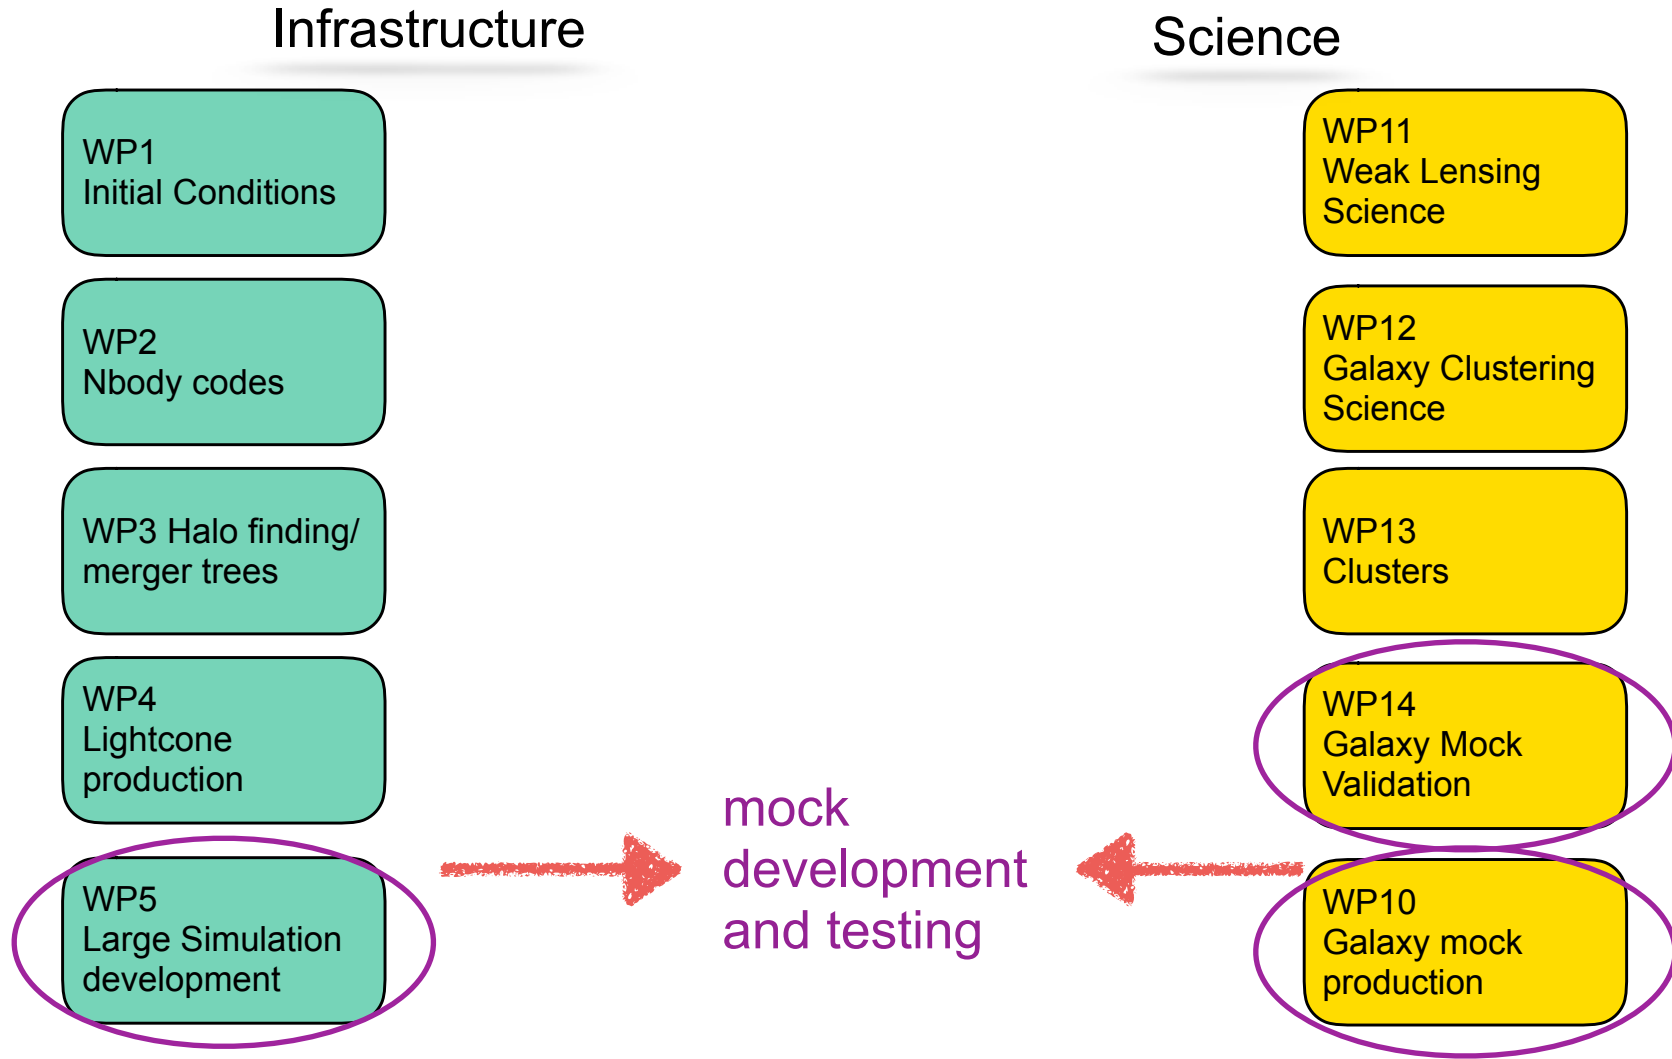 Infrastructure
Science
WP1
Initial Conditions
WP2
Nbody codes
WP3 Halo finding/
merger trees
WP4
Lightcone
production
WP5
Large Simulation
development
mock
development
and testing
WP11
Weak Lensing
Science
WP12
Galaxy Clustering
Science
WP13
Clusters
WP14
Galaxy Mock
Validation
WP10
Galaxy mock
production